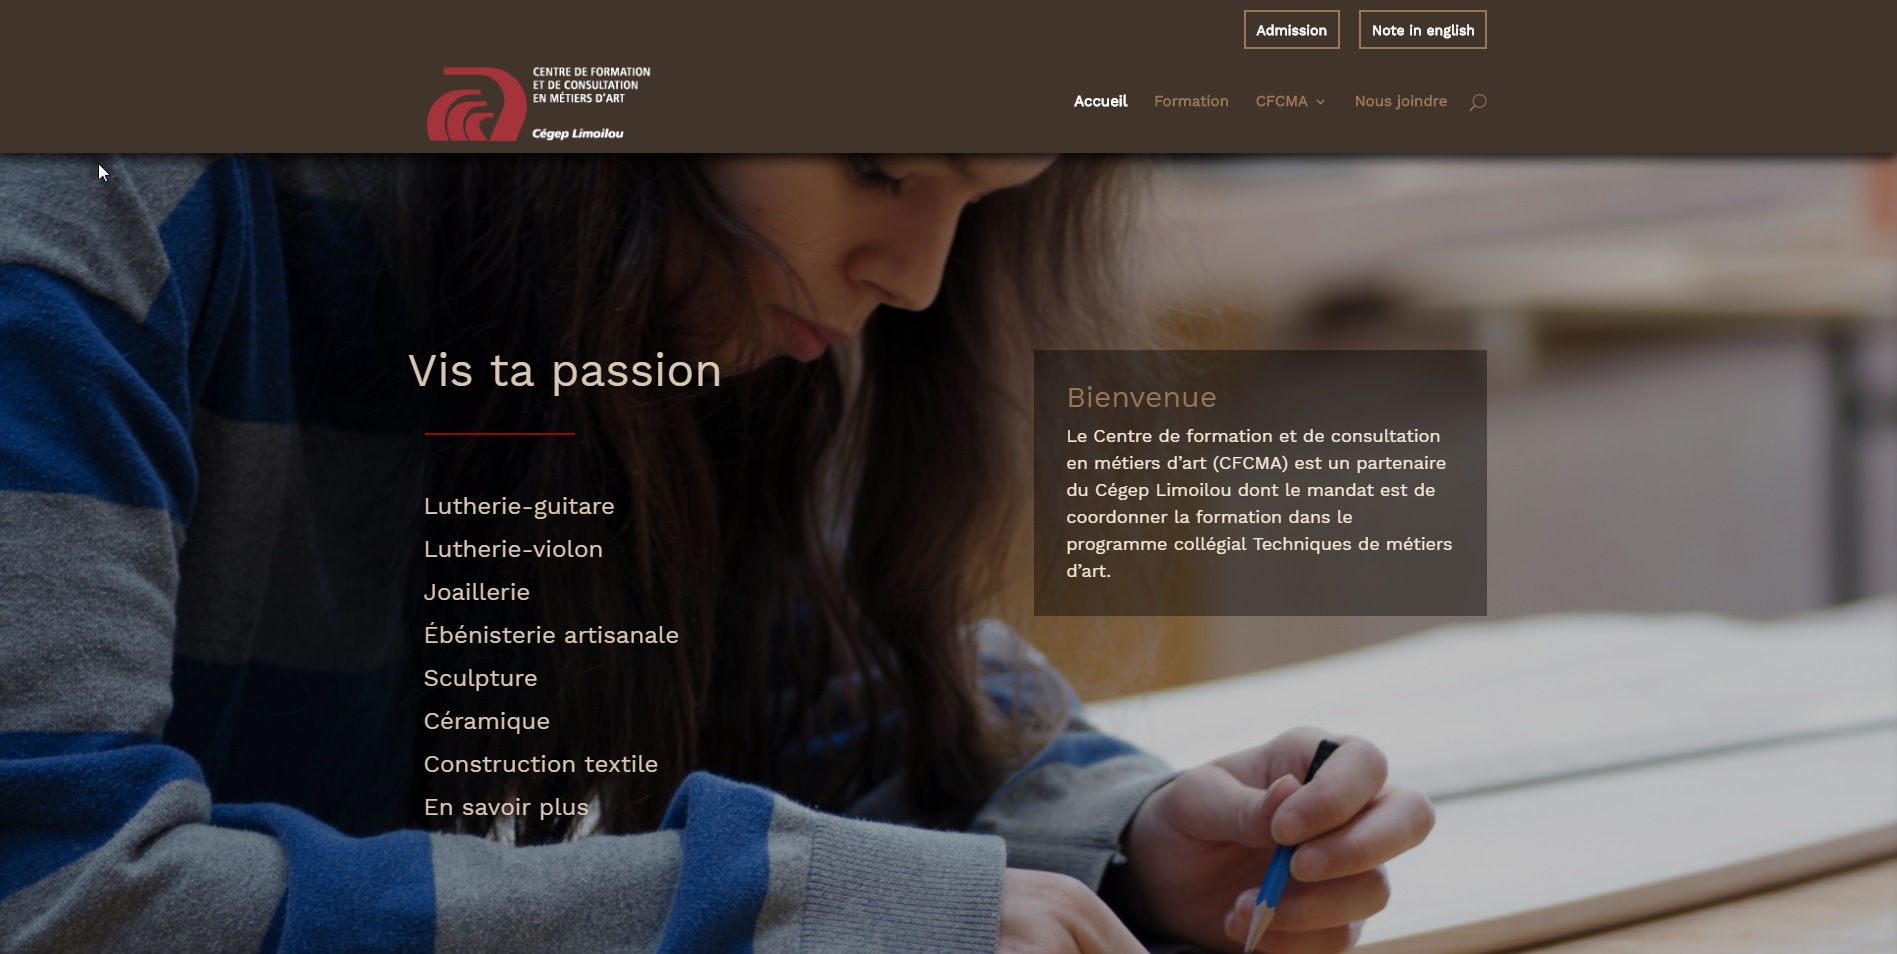 Admission
Note in english
CENTRE DE FORMATION
ET DE CONSULTATION
EN MÉTIERS D'ART
Cégep Limoilou
Accueil
Formation
CFCMA
Nous joindre
Vis ta passion
Lutherie-guitare
Lutherie-violon
Joaillerie
Ébénisterie artisanale
Sculpture
Céramique
Construction textile
En savoir plus
Bienvenue
Le Centre de formation et de consultation
en métiers d’art (CFCMA) est un partenaire
du Cégep Limoilou dont le mandat est de
coordonner la formation dans le
programme collégial Techniques de métiers
d’art.